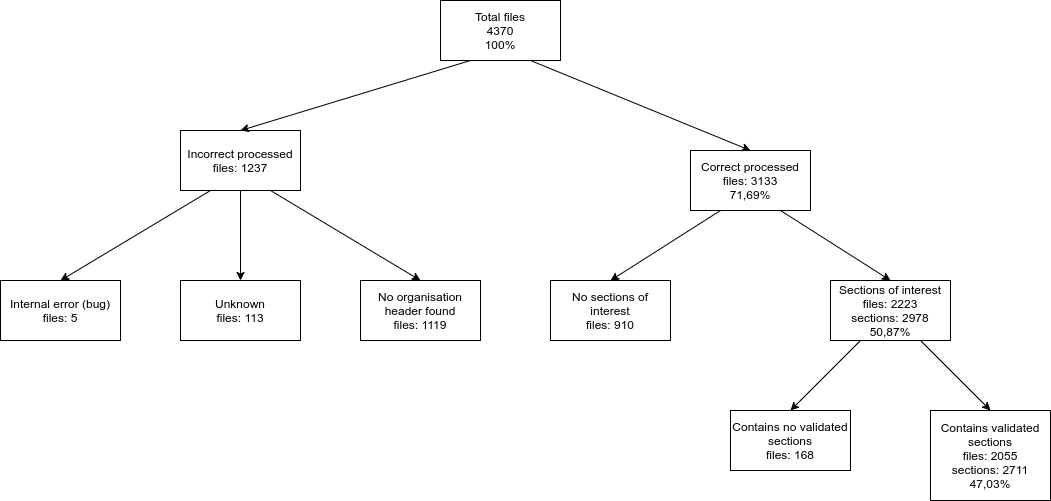 Total files
4370
100%
Incorrect processed
files: 1237
Correct processed
files: 3133
71,69%
Internal error (bug)
files: 5
Unknown
files: 113
No organisation
header found
files: 1119
No sections of
interest
files: 910
Sections of interest
files: 2223
sections: 2978
50,87%
Contains no validated
sections
files: 168
Contains validated
sections
files: 2055
sections: 2711
47,03%